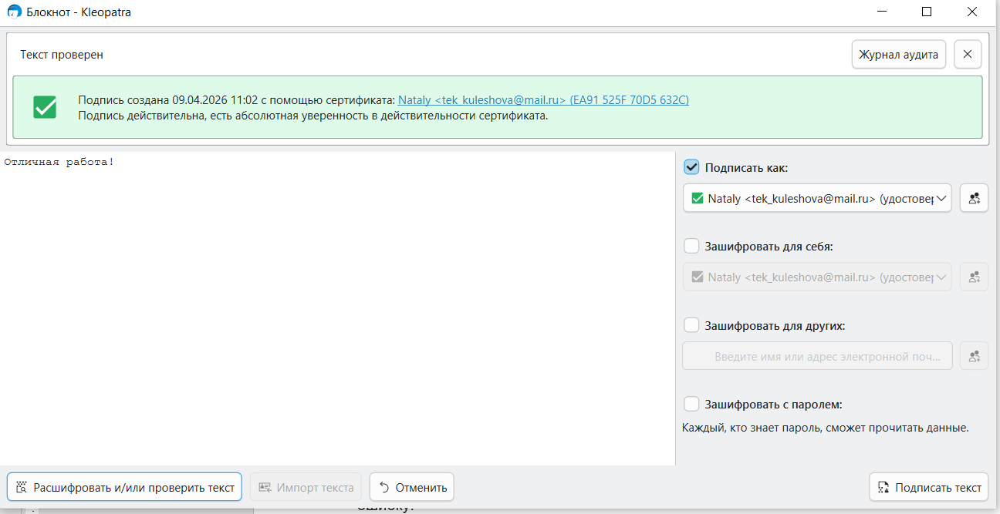 Блокнот - Kleopatra
Текст проверен
Журнал аудита
Подпись создана 09.04.2026 11:02 с помощью сертификата: Nataly <tek_kuleshova@mail.ru> (EA91 525F 70D5 632C)
Подпись действительна, есть абсолютная уверенность в действительности сертификата.
Отличная работа!
Подписать как:
Nataly <tek_kuleshova@mail.ru> (удостовер
Зашифровать для себя:
Nataly <tek_kuleshova@mail.ru> (удостовер
Зашифровать для других:
Введите имя или адрес электронной поч...
Зашифровать с паролем:
Каждый, кто знает пароль, сможет прочитать данные.
Расшифровать и/или проверить текст
Импорт текста
Отменить
Подписать текст